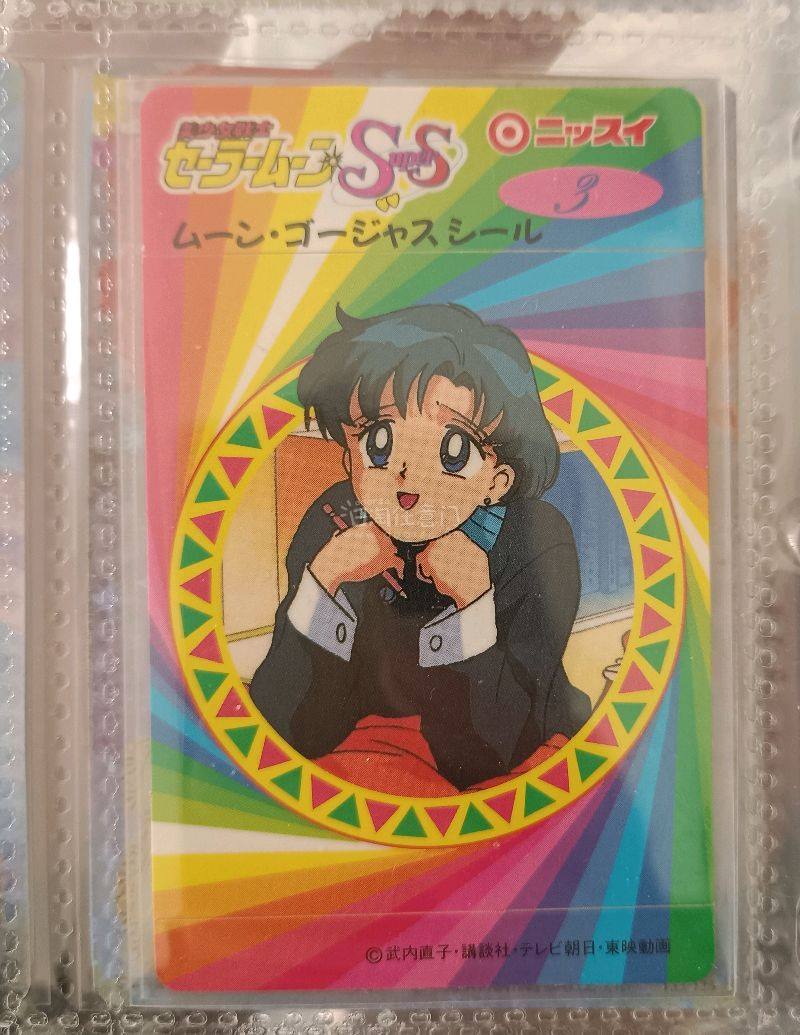 美少女戦士
セーラームーン
SuperS
ニッスイ
3
ムーン・ゴージャスシール
©武内直子・講談社・テレビ朝日・東映動画